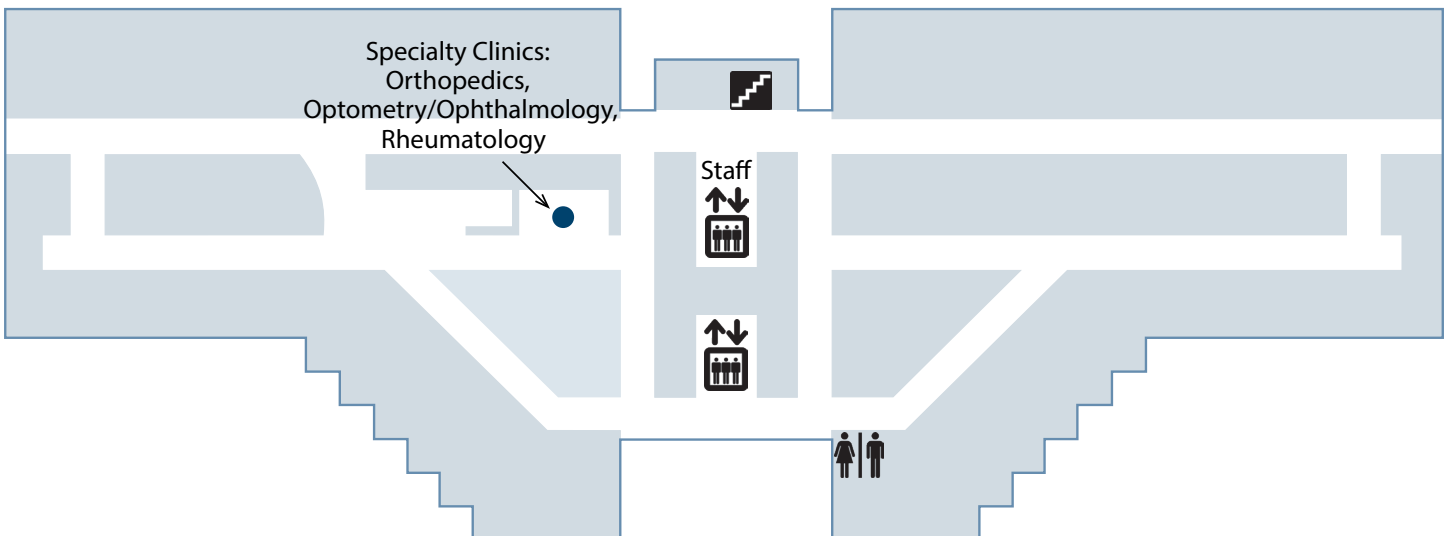 Specialty Clinics:
Orthopedics,
Optometry/Ophthalmology,
Rheumatology
Staff